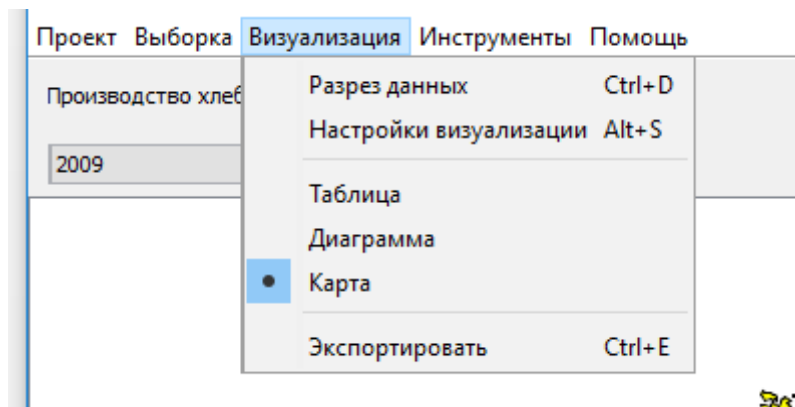 Проект Выборка Визуализация Инструменты Помощь
Производство хлеб
Разрез данных Ctrl+D
Настройки визуализации Alt+S
2009
Таблица
Диаграмма
Карта
Экспортировать Ctrl+E